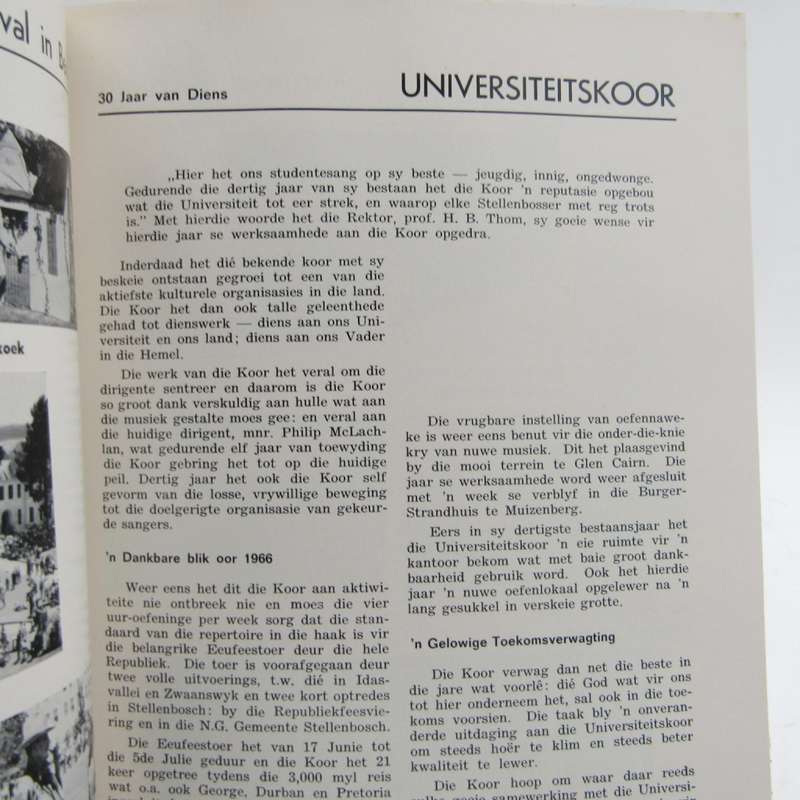 val in
koek
30 Jaar van Diens
UNIVERSITEITSKOOR
„Hier het ons studentesang op sy beste — jeugdig, innig, ongedwonge.
Gedurende die dertig jaar van sy bestaan het die Koor 'n reputasie opgebou
wat die Universiteit tot eer strek, en waarop elke Stellenbosser met reg trots
is.” Met hierdie woorde het die Rektor, prof. H. B. Thom, sy goeie wense vir
hierdie jaar se werksaamhede aan die Koor opgedra.
Inderdaad het dié bekende koor met sy
beskeie ontstaan gegroei tot een van die
aktiefste kulturele organisasies in die land.
Die Koor het dan ook talle geleenthede
gehad tot dienswerk — diens aan ons Uni-
versiteit en ons land; diens aan ons Vader
in die Hemel.
Die werk van die Koor het veral om die
dirigente sentreer en daarom is die Koor
so groot dank verskuldig aan hulle wat aan
die musiek gestalte moes gee: en veral aan
die huidige dirigent, mnr. Philip McLach-
lan, wat gedurende elf jaar van toewyding
die Koor gebring het tot op die huidige
peil. Dertig jaar het ook die Koor self
gevorm van die losse, vrywillige beweging
tot die doelgerigte organisasie van gekeur-
de sangers.
'n Dankbare blik oor 1966
Weer eens het dit die Koor aan aktiwi-
teite nie ontbreek nie en moes die vier
uur-oefeninge per week sorg dat die stan-
daard van die repertoire in die haak is vir
die belangrike Eeufeestoer deur die hele
Republiek. Die toer is voorafgegaan deur
twee volle uitvoerings, t.w. dié in Idas-
vallei en Zwaanswyk en twee kort optredes
in Stellenbosch: by die Republiekfeesvie-
ring en in die N.G. Gemeente Stellenbosch.
Die Eeufeestoer het van 17 Junie tot
die 5de Julie geduur en die Koor het 21
keer opgetree tydens die 3,000 myl reis
wat o.a. ook George, Durban en Pretoria
Die vrugbare instelling van oefennawe-
ke is weer eens benut vir die onder-die-knie
kry van nuwe musiek. Dit het plaasgevind
by die mooi terrein te Glen Cairn. Die
jaar se werksaamhede word weer afgesluit
met 'n week se verblyf in die Burger-
Strandhuis te Muizenberg.
Eers in sy dertigste bestaansjaar het
die Universiteitskoor 'n eie ruimte vir 'n
kantoor bekom wat met baie groot dank-
baarheid gebruik word. Ook het hierdie
jaar 'n nuwe oefenlokaal opgelewer na 'n
lang gesukkel in verskeie grotte.
'n Gelowige Toekomsverwagting
Die Koor verwag dan net die beste in
die jare wat voorlê: dié God wat vir ons
tot hier onderneem het, sal ook in die toe-
koms voorsien. Die taak bly 'n onveran-
derde uitdaging aan die Universiteitskoor
om steeds hoër te klim en steeds beter
kwaliteit te lewer.
Die Koor hoop om waar daar reeds
sulke goeie samewerking met die Universi-